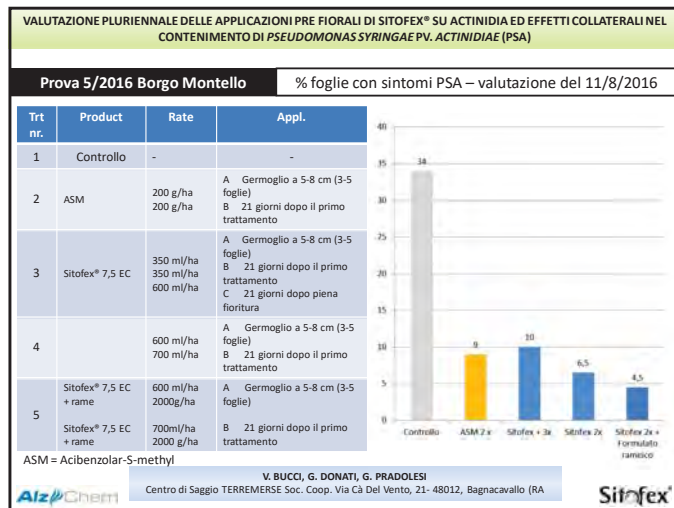 VALUTAZIONE PLURIENNALE DELLE APPLICAZIONI PRE FIORALI DI SITOFEX® SU ACTINIDIA ED EFFETTI COLLATERALI NEL
CONTENIMENTO DI PSEUDOMONAS SYRINGAE PV. ACTINIDIAE (PSA)
Prova 5/2016 Borgo Montello
% foglie con sintomi PSA – valutazione del 11/8/2016
Trt nr. Product Rate Appl.
1 Controllo - -
2 ASM
200 g/ha
200 g/ha
A Germoglio a 5-8 cm (3-5
foglie)
B 21 giorni dopo il primo
trattamento
3 Sitofex® 7,5 EC
350 ml/ha
350 ml/ha
600 ml/ha
A Germoglio a 5-8 cm (3-5
foglie)
B 21 giorni dopo il primo
trattamento
C 21 giorni dopo piena
fioritura
4
600 ml/ha
700 ml/ha
A Germoglio a 5-8 cm (3-5
foglie)
B 21 giorni dopo il primo
trattamento
5
Sitofex® 7,5 EC
+ rame
600 ml/ha
2000g/ha
A Germoglio a 5-8 cm (3-5
foglie)
Sitofex® 7,5 EC
+ rame
700ml/ha
2000 g/ha
B 21 giorni dopo il primo
trattamento
ASM = Acibenzolar-S-methyl
40
35
30
25
20
15
10
5
0
34
9
10
6,5
4,5
Controllo
ASM 2 x
Sitofex + 3x
Sitofex 2x
Sitofex 2x +
Formulato
rameico
V. BUCCI, G. DONATI, G. PRADOLESI
Centro di Saggio TERREMERSE Soc. Coop. Via Cà Del Vento, 21- 48012, Bagnacavallo (RA
AlzChem
Sitofex®